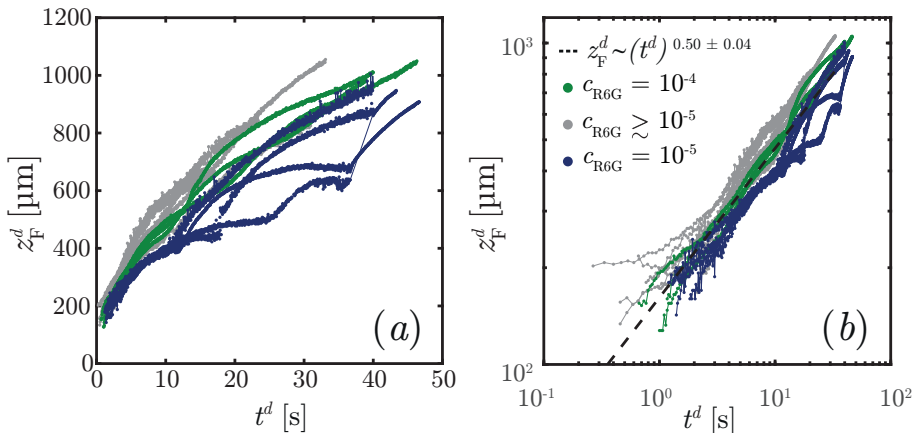 1200
1000
800
600
400
200
0
z_F^d [µm]
0
10
20
30
40
50
t^d [s]
(a)
10^3
10^2
z_F^d [µm]
z_F^d ~ (t^d)^0.50 ± 0.04
c_R6G = 10^-4
c_R6G ≳ 10^-5
c_R6G = 10^-5
10^-1
10^0
10^1
10^2
t^d [s]
(b)